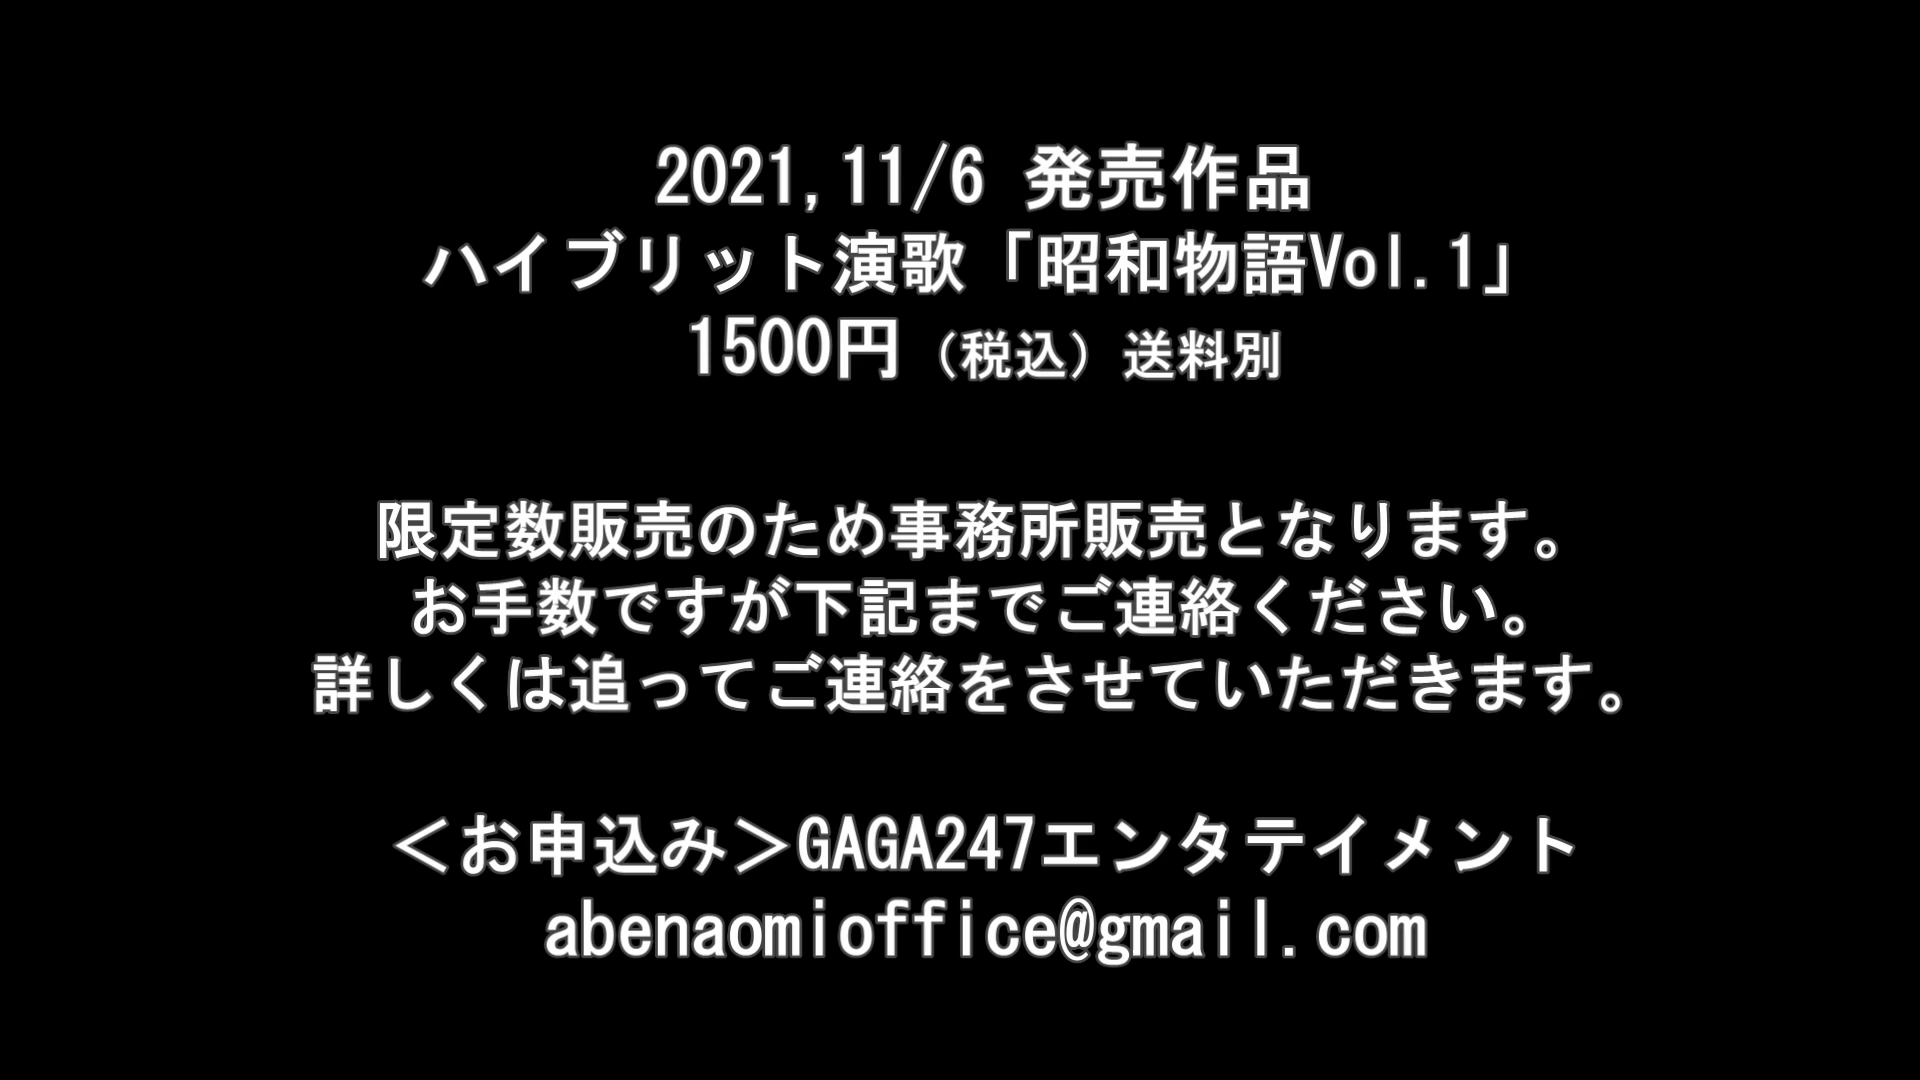 2021,11/6 発売作品
ハイブリット演歌「昭和物語Vol.1」
1500円（税込）送料別
限定数販売のため事務所販売となります。
お手数ですが下記までご連絡ください。
詳しくは追ってご連絡をさせていただきます。
＜お申込み＞GAGA247エンタテイメント
abenaomioffice@gmail.com